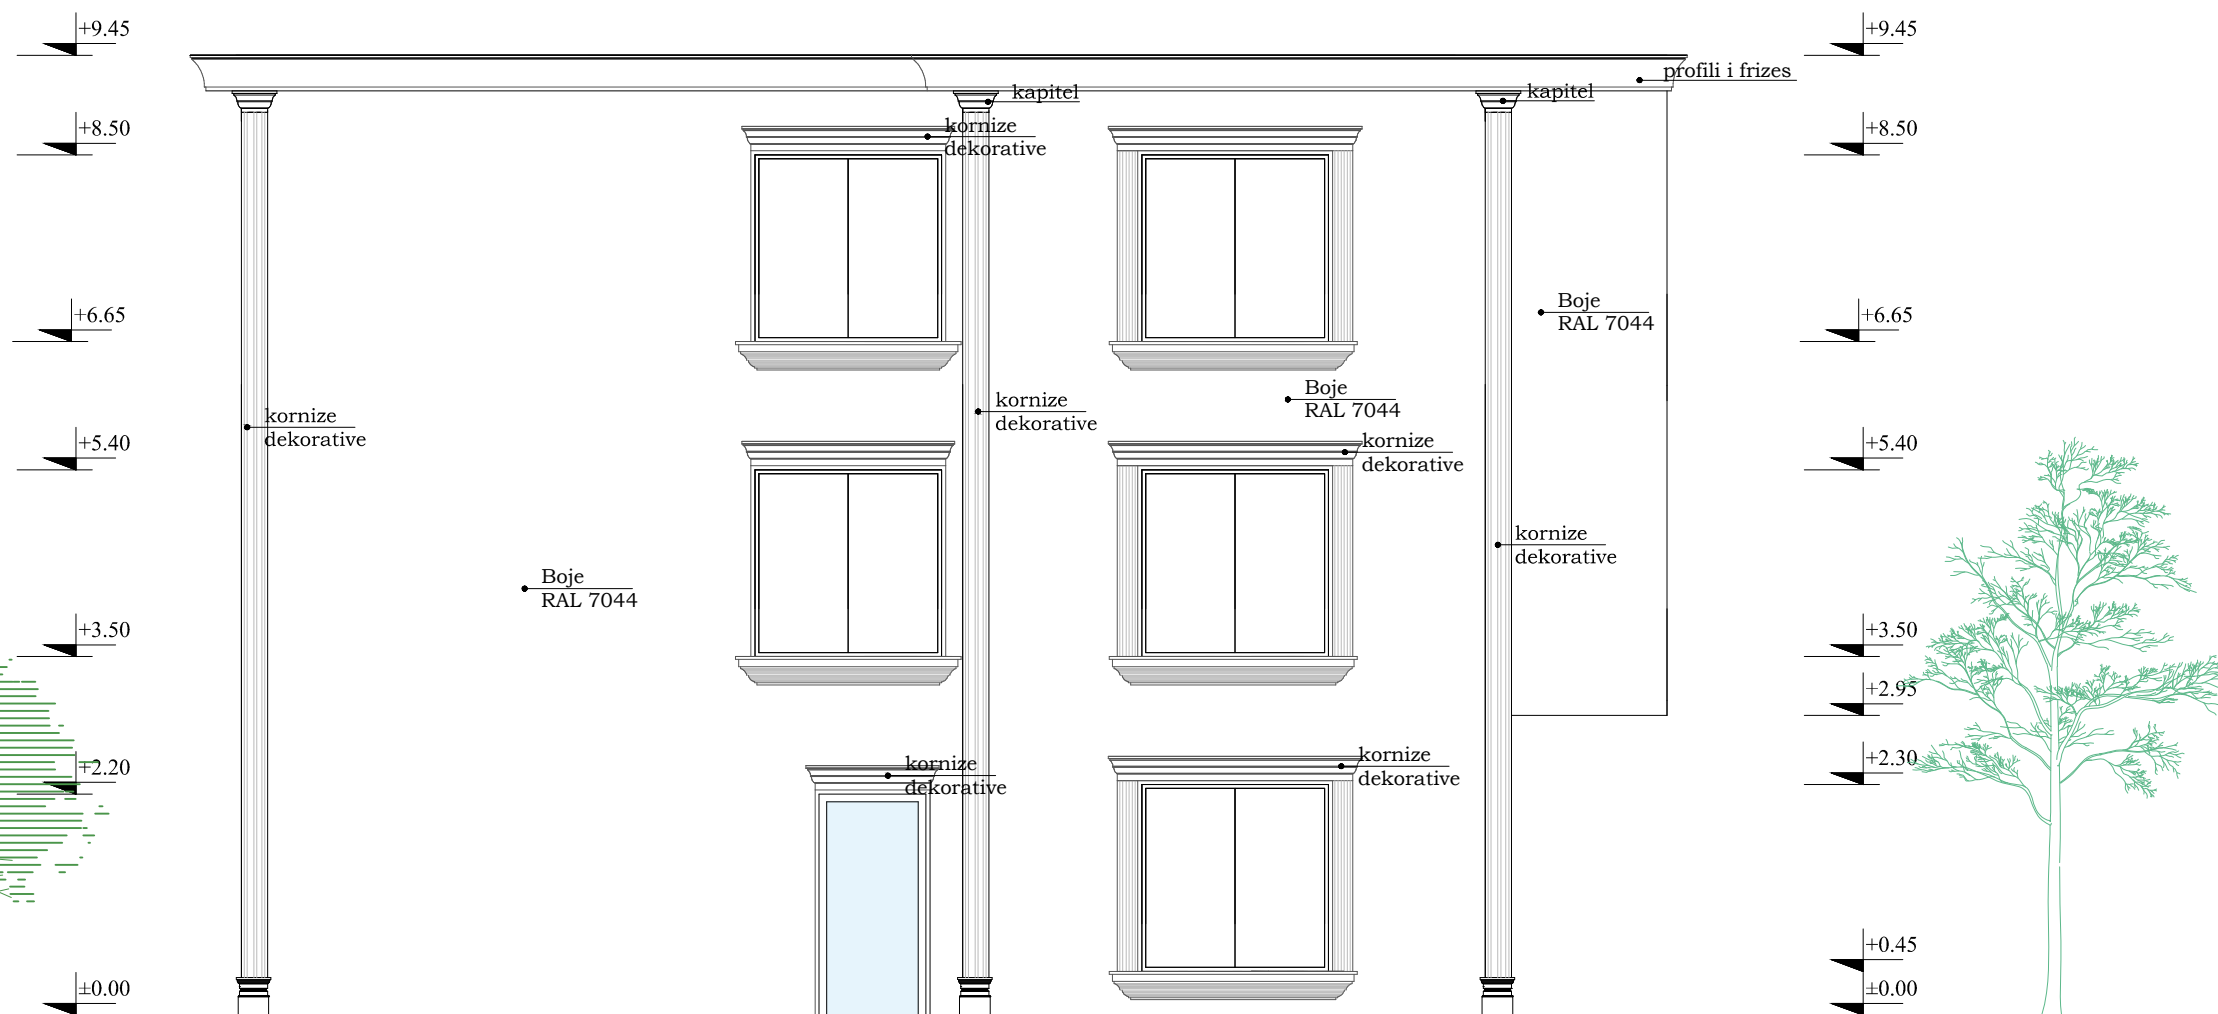 +9.45
+9.45
profili i frizes
kapitel
kapitel
+8.50
kornize
dekorative
+8.50
+6.65
Boje
RAL 7044
+6.65
Boje
RAL 7044
kornize
dekorative
kornize
dekorative
+5.40
kornize
dekorative
+5.40
kornize
dekorative
Boje
RAL 7044
+3.50
+3.50
+2.95
+2.20
kornize
dekorative
kornize
dekorative
+2.30
+0.45
±0.00
±0.00